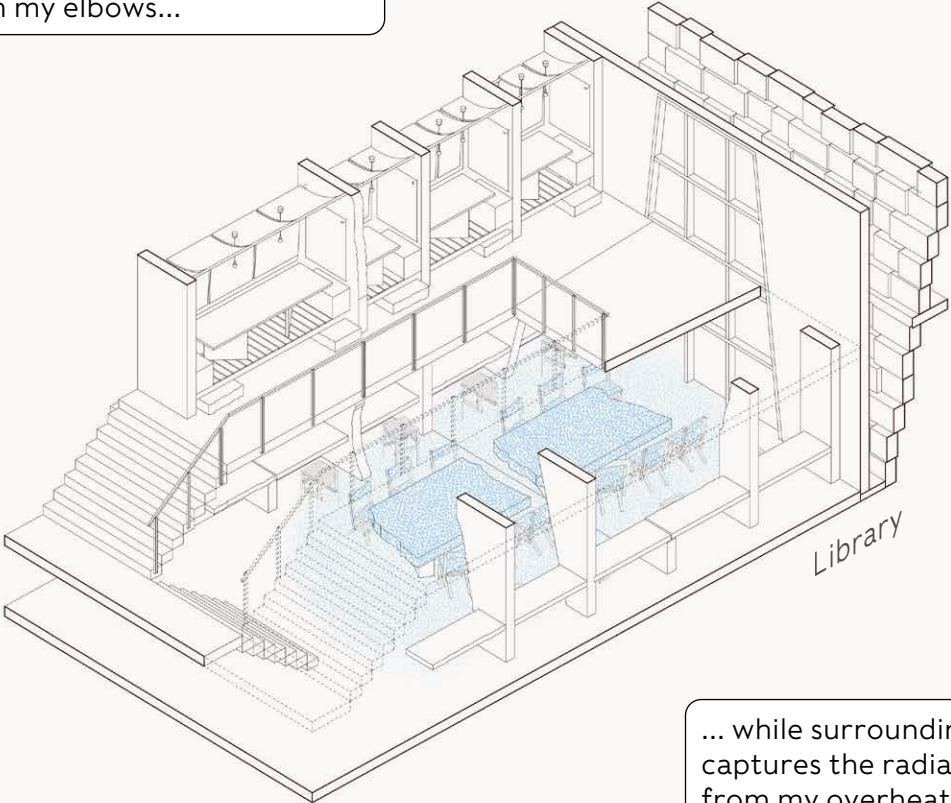 my elbows...
Library
... while surroundin
captures the radia
from my overheat